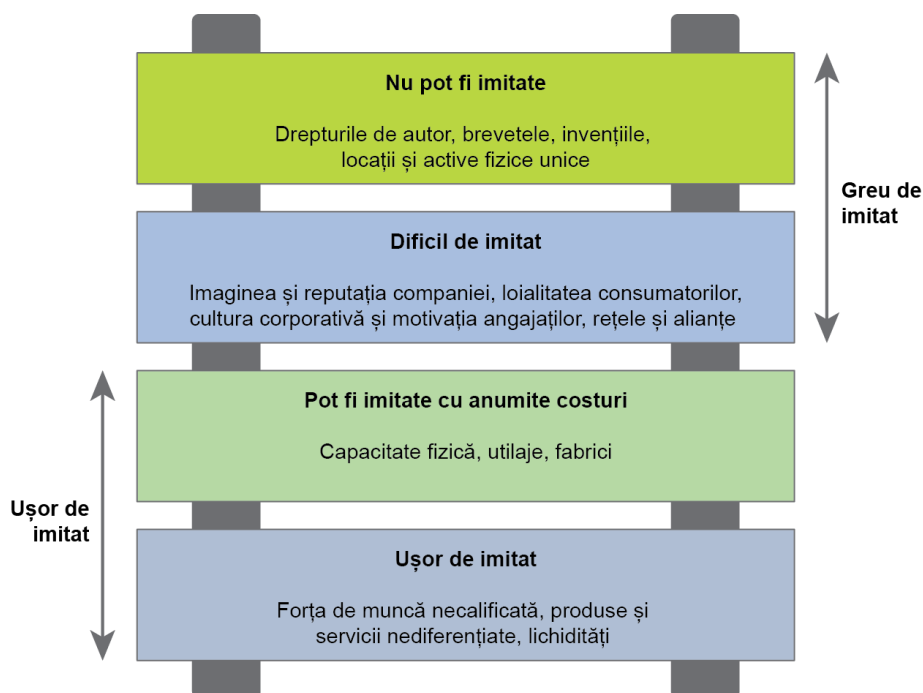 Nu pot fi imitate
Drepturile de autor, brevetele, invențiile,
locații și active fizice unice
Greu de
imitat
Dificil de imitat
Imaginea și reputația companiei, loialitatea consumatorilor,
cultura corporativă și motivația angajaților, rețele și alianțe
Pot fi imitate cu anumite costuri
Capacitate fizică, utilaje, fabrici
Ușor de
imitat
Ușor de imitat
Forța de muncă necalificată, produse și
servicii nediferențiate, lichidități